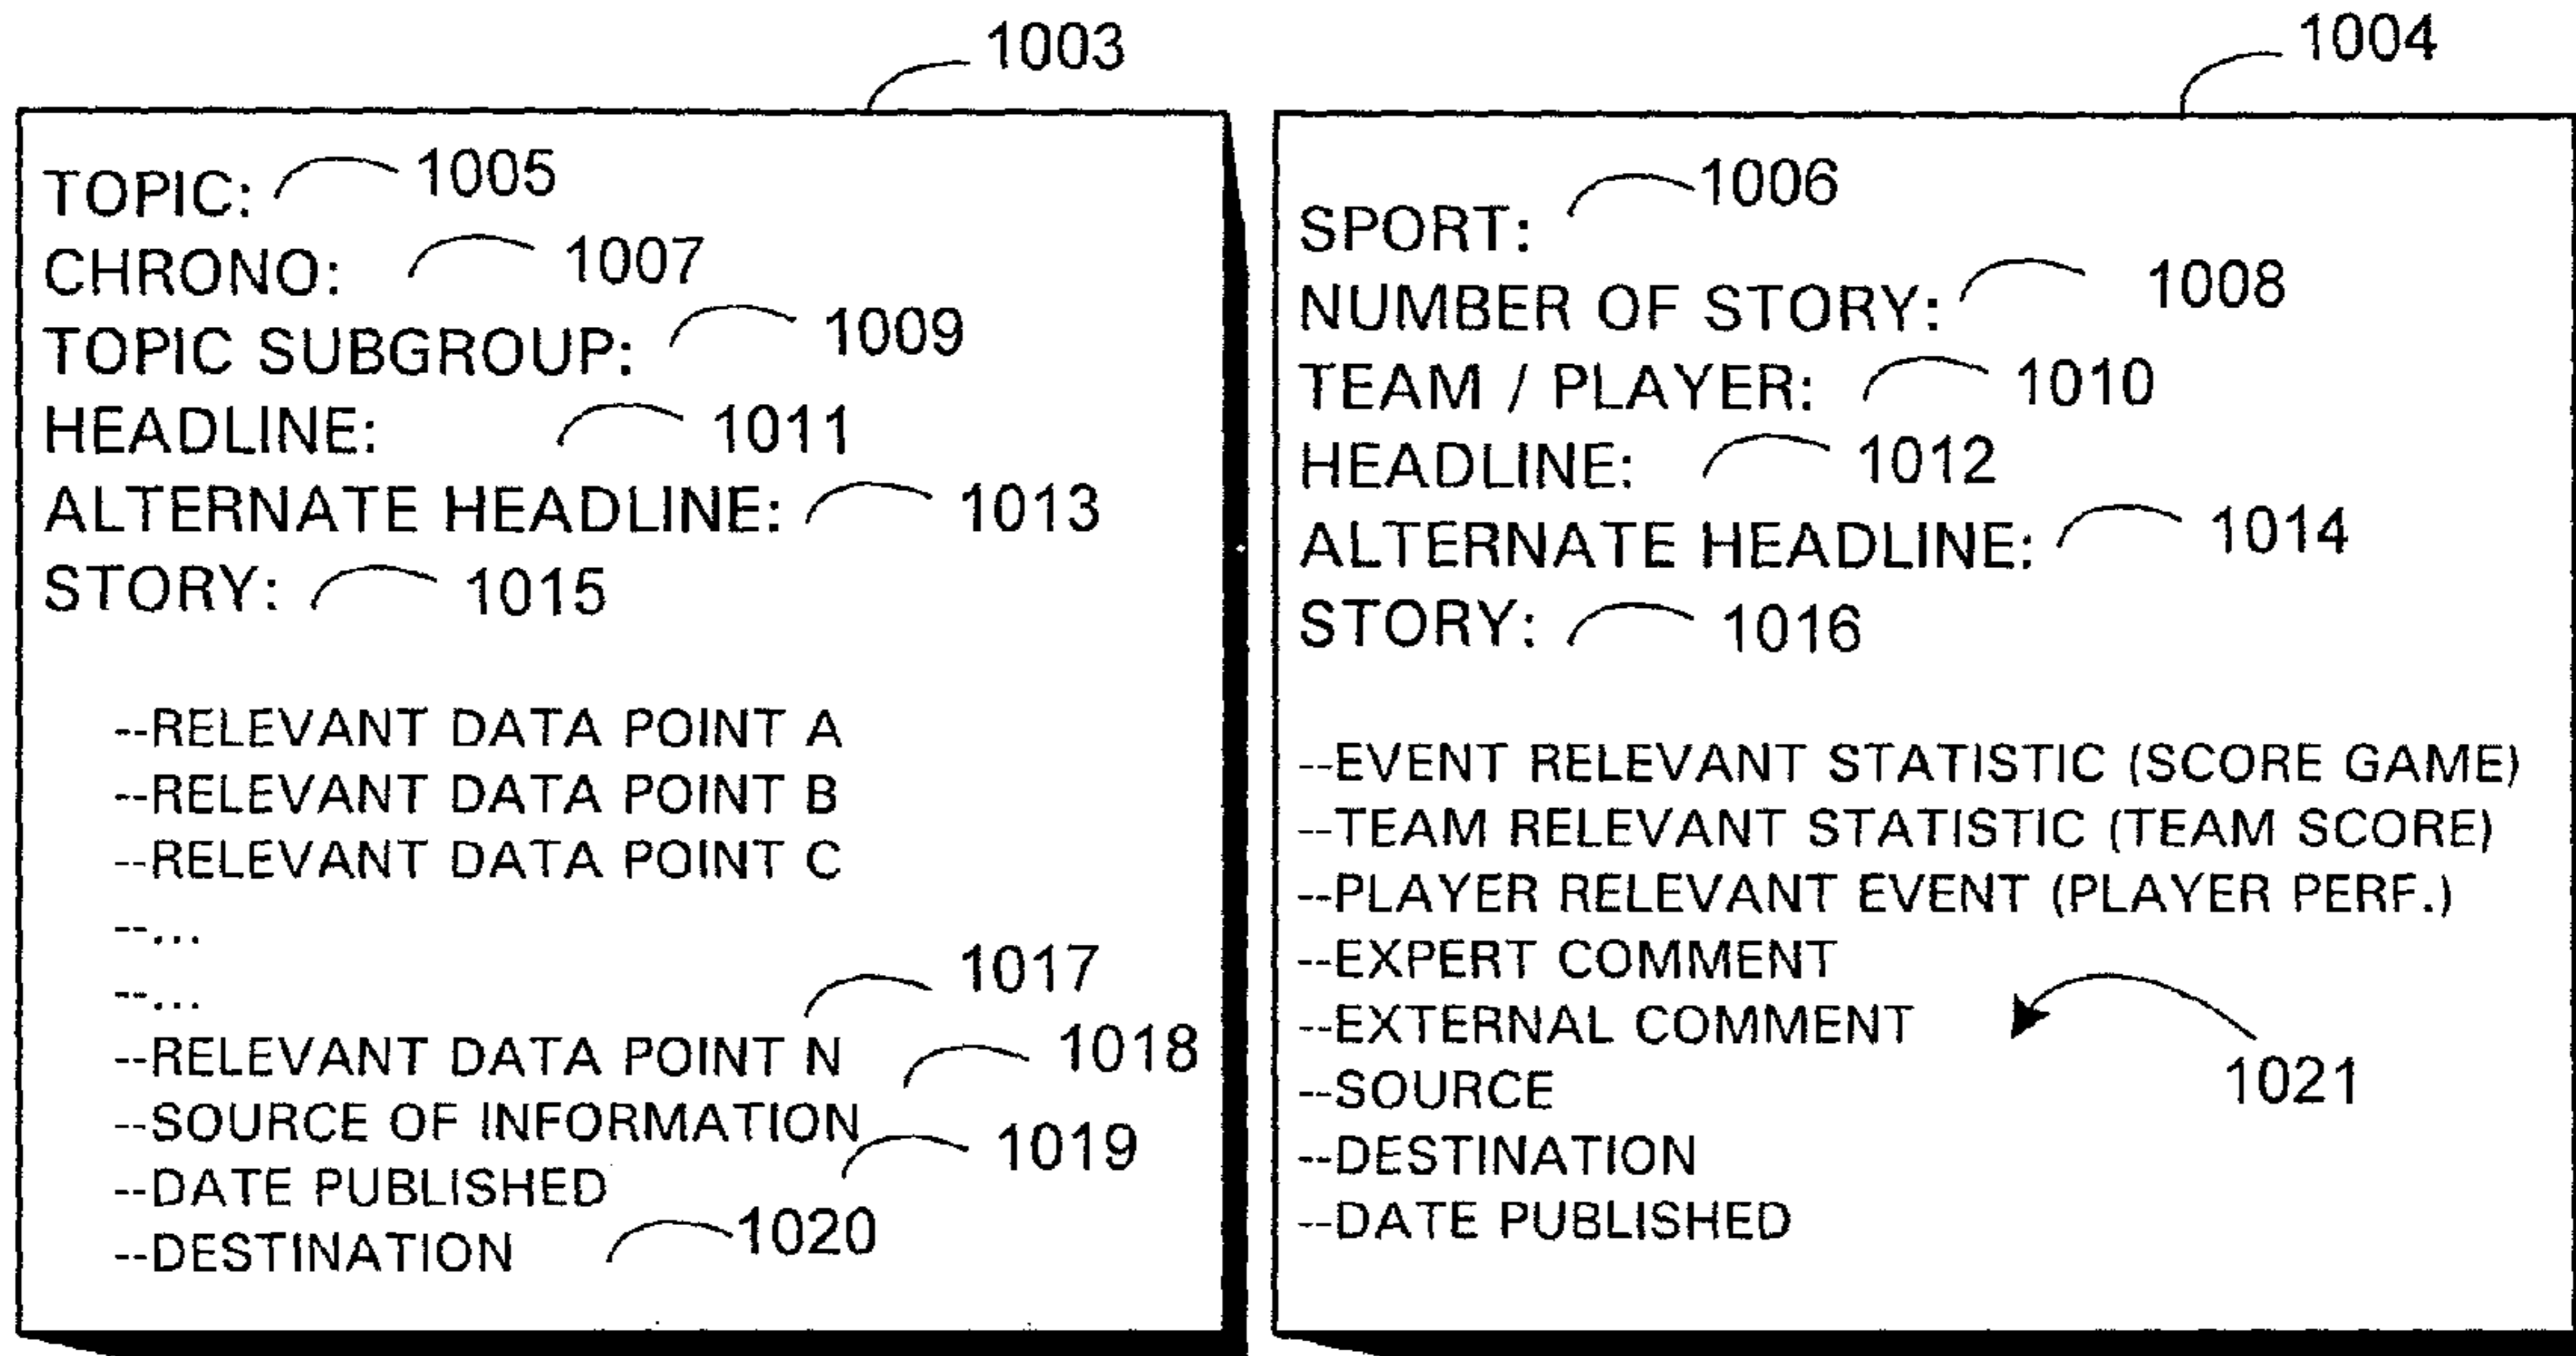 1003
TOPIC: 1005
CHRONO: 1007
TOPIC SUBGROUP: 1009
HEADLINE: 1011
ALTERNATE HEADLINE: 1013
STORY: 1015
--RELEVANT DATA POINT A
--RELEVANT DATA POINT B
--RELEVANT DATA POINT C
--...
--...
1017
--RELEVANT DATA POINT N
1018
--SOURCE OF INFORMATION
1019
--DATE PUBLISHED
--DESTINATION 1020
1004
SPORT: 1006
NUMBER OF STORY: 1008
TEAM / PLAYER: 1010
HEADLINE: 1012
ALTERNATE HEADLINE: 1014
STORY: 1016
--EVENT RELEVANT STATISTIC (SCORE GAME)
--TEAM RELEVANT STATISTIC (TEAM SCORE)
--PLAYER RELEVANT EVENT (PLAYER PERF.)
--EXPERT COMMENT
--EXTERNAL COMMENT
1021
--SOURCE
--DESTINATION
--DATE PUBLISHED